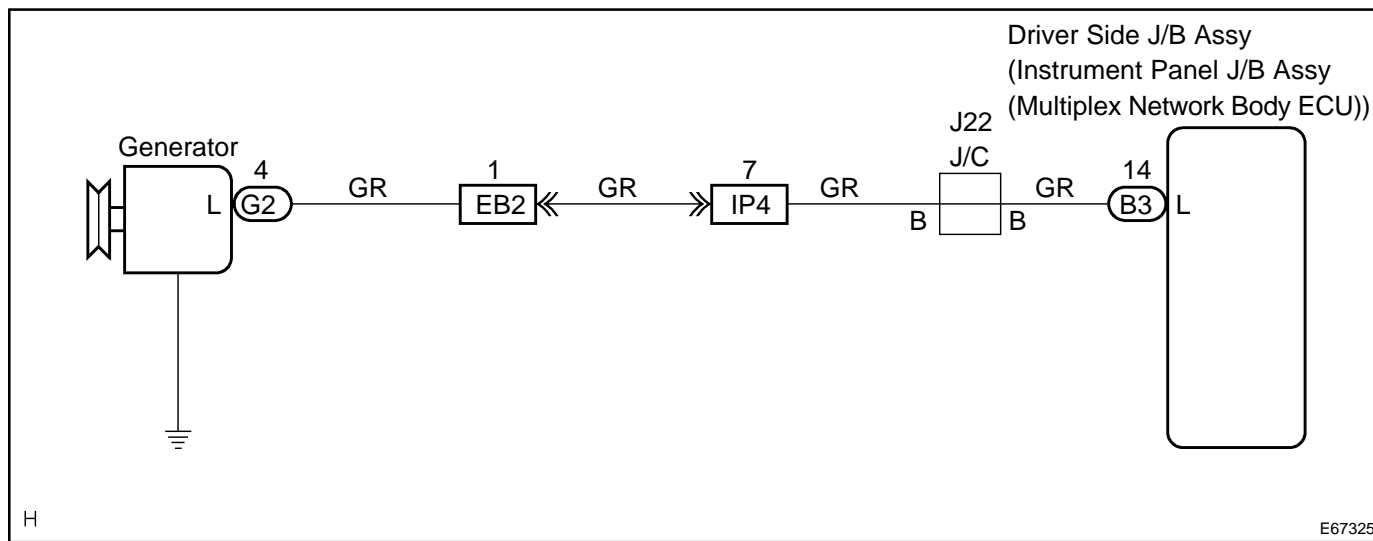 Driver Side J/B Assy
(Instrument Panel J/B Assy
(Multiplex Network Body ECU))
J22
J/C
Generator
4 1 7 14
L G2 GR EB2 GR IP4 GR B B GR B3 L
H
E67325